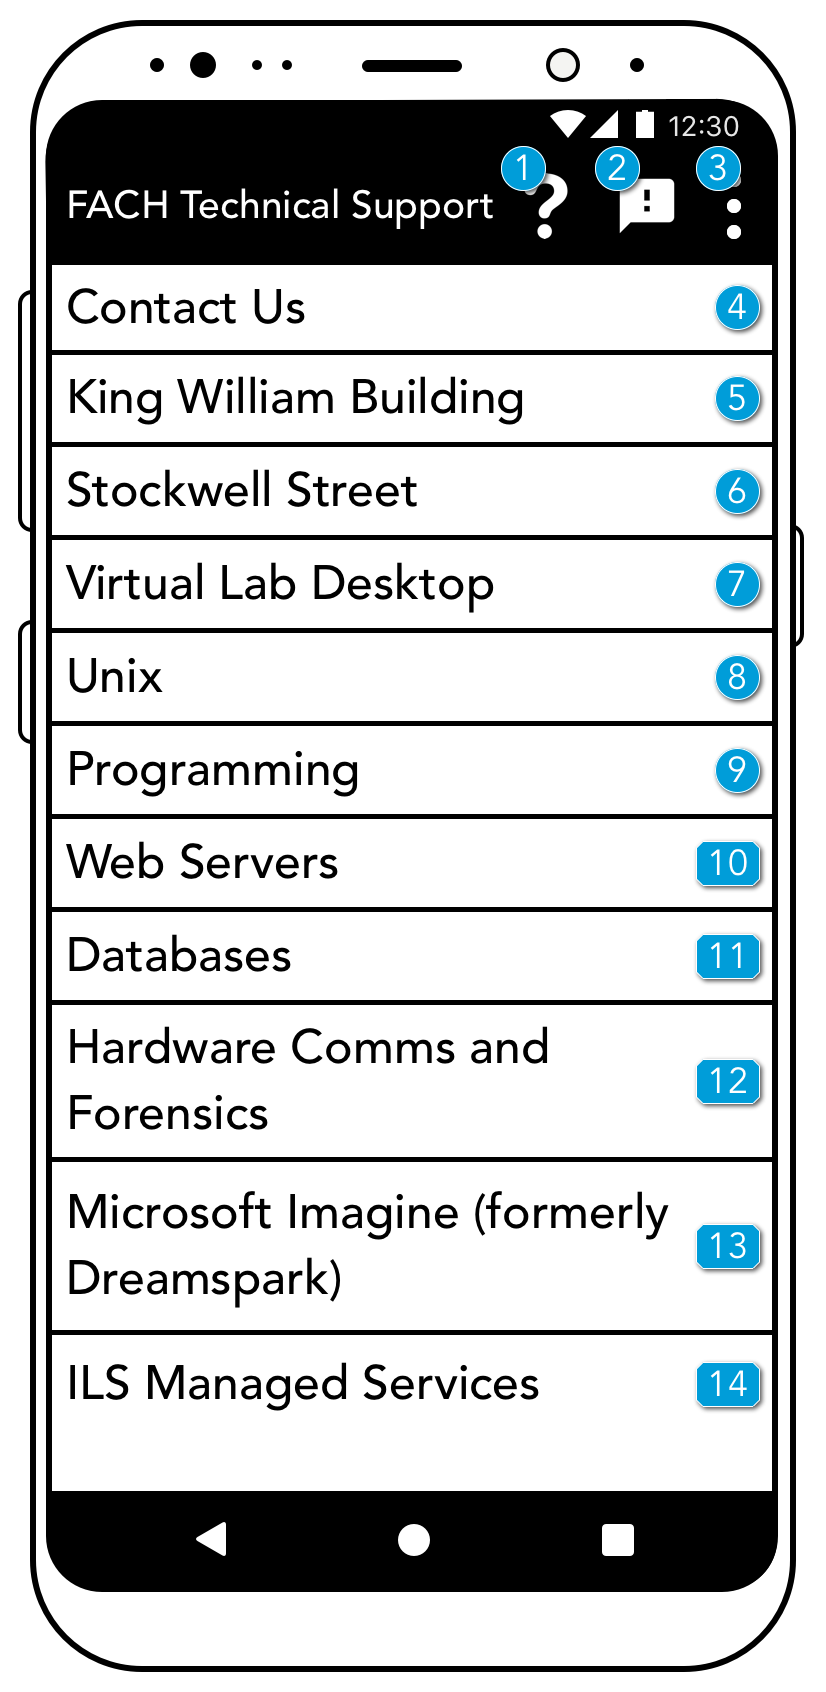 12:30
1 2 3
FACH Technical Support
Contact Us 4
King William Building 5
Stockwell Street 6
Virtual Lab Desktop 7
Unix 8
Programming 9
Web Servers 10
Databases 11
Hardware Comms and
Forensics 12
Microsoft Imagine (formerly
Dreamspark) 13
ILS Managed Services 14